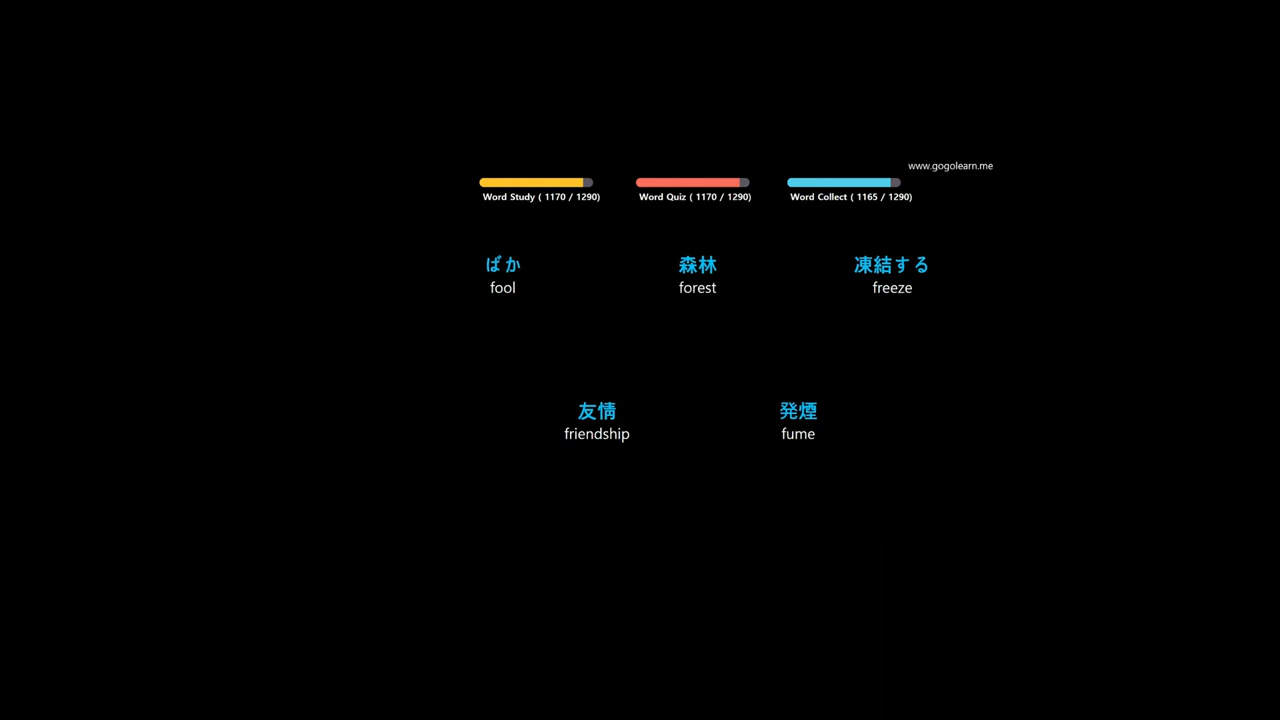 www.gogolearn.me
Word Study ( 1170 / 1290)
Word Quiz ( 1170 / 1290)
Word Collect ( 1165 / 1290)
ばか
fool
森林
forest
凍結する
freeze
友情
friendship
発煙
fume